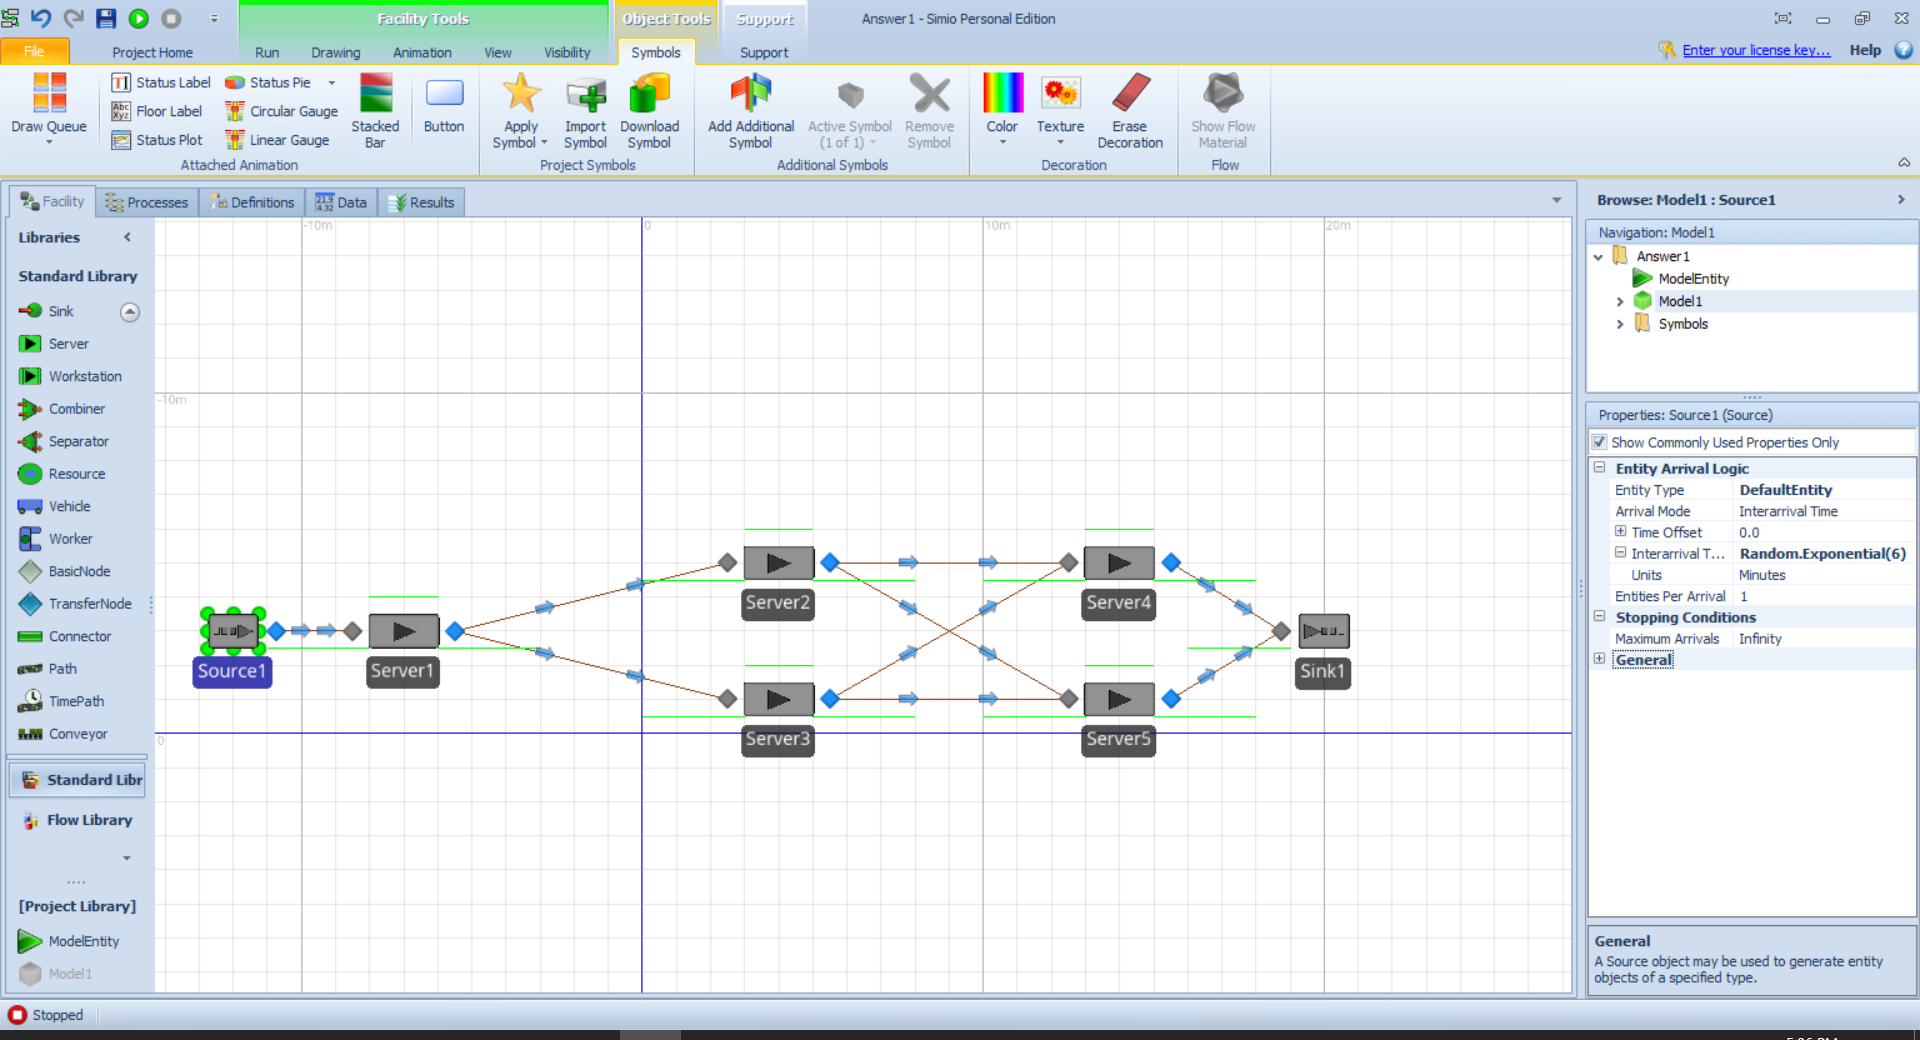 Facility Tools
Object Tools
Support
Answer1 - Simio Personal Edition
File
Project Home
Run
Drawing
Animation
View
Visibility
Symbols
Support
Enter your license key...
Help
Draw Queue
Status Label
Floor Label
Status Plot
Status Pie
Circular Gauge
Linear Gauge
Stacked Bar
Button
Attached Animation
Apply Symbol
Import Symbol
Download Symbol
Project Symbols
Add Additional Symbol
Active Symbol (1 of 1)
Remove Symbol
Additional Symbols
Color
Texture
Erase Decoration
Decoration
Show Flow Material
Flow
Facility
Processes
Definitions
Data
Results
Libraries
Standard Library
Sink
Server
Workstation
Combiner
Separator
Resource
Vehicle
Worker
BasicNode
TransferNode
Connector
Path
TimePath
Conveyor
Standard Libr
Flow Library
[Project Library]
ModelEntity
Model1
-10m
0
10m
20m
-10m
0
Source1
Server1
Server2
Server3
Server4
Server5
Sink1
Browse: Model1 : Source1
Navigation: Model1
Answer1
ModelEntity
Model1
Symbols
Properties: Source1 (Source)
Show Commonly Used Properties Only
Entity Arrival Logic
Entity Type DefaultEntity
Arrival Mode Interarrival Time
Time Offset 0.0
Interarrival T... Random.Exponential(6)
Units Minutes
Entities Per Arrival 1
Stopping Conditions
Maximum Arrivals Infinity
General
General
A Source object may be used to generate entity
objects of a specified type.
Stopped